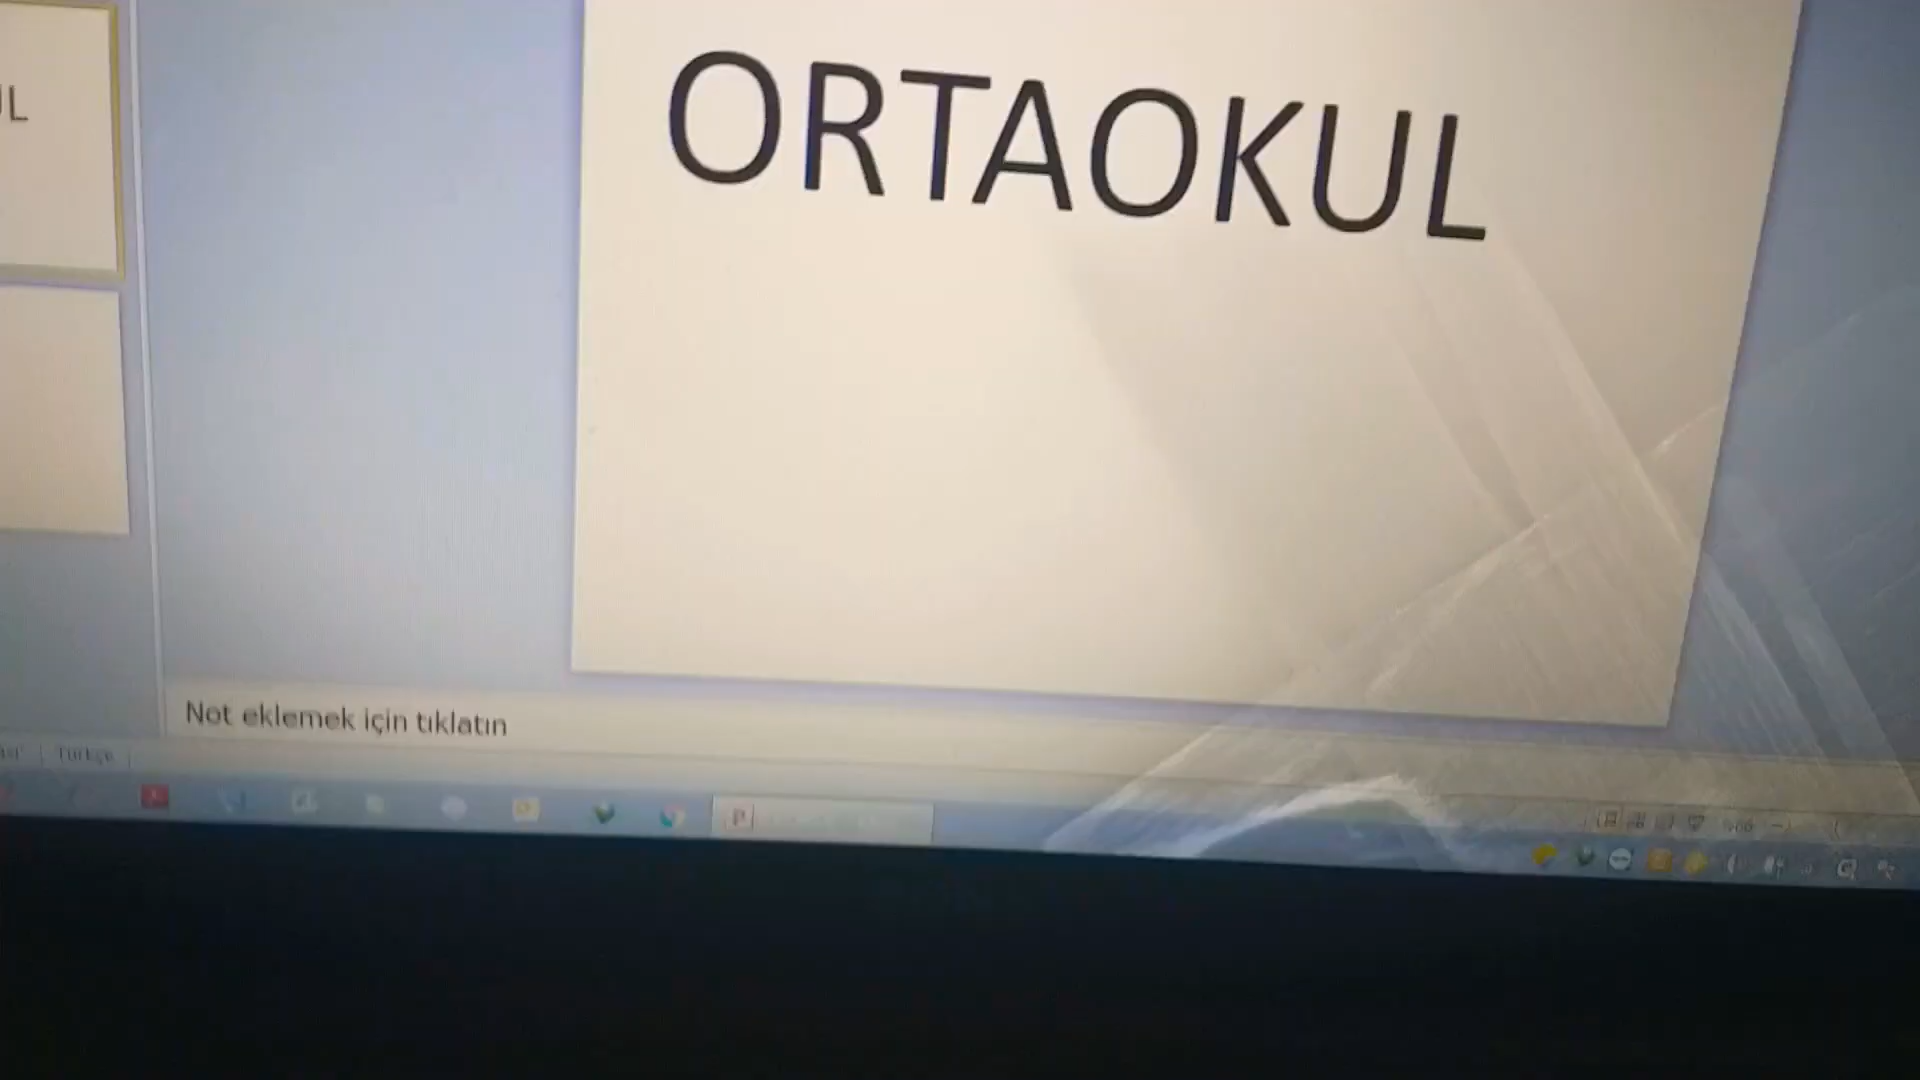 UL
ORTAOKUL
Not eklemek için tıklatın
Türkçe